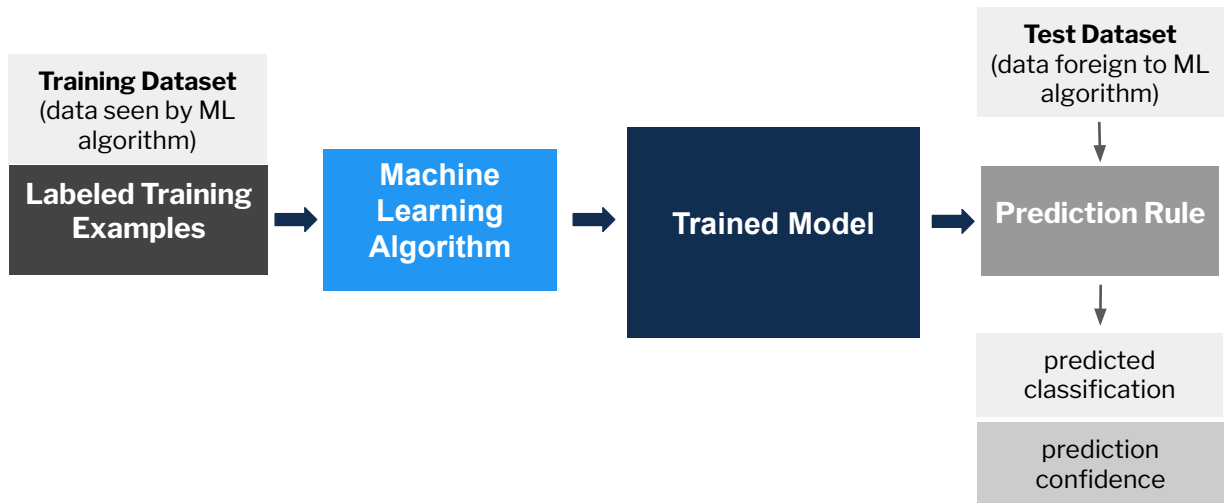 Training Dataset
(data seen by ML
algorithm)
Labeled Training
Examples
Machine
Learning
Algorithm
Trained Model
Test Dataset
(data foreign to ML
algorithm)
Prediction Rule
predicted
classification
prediction
confidence